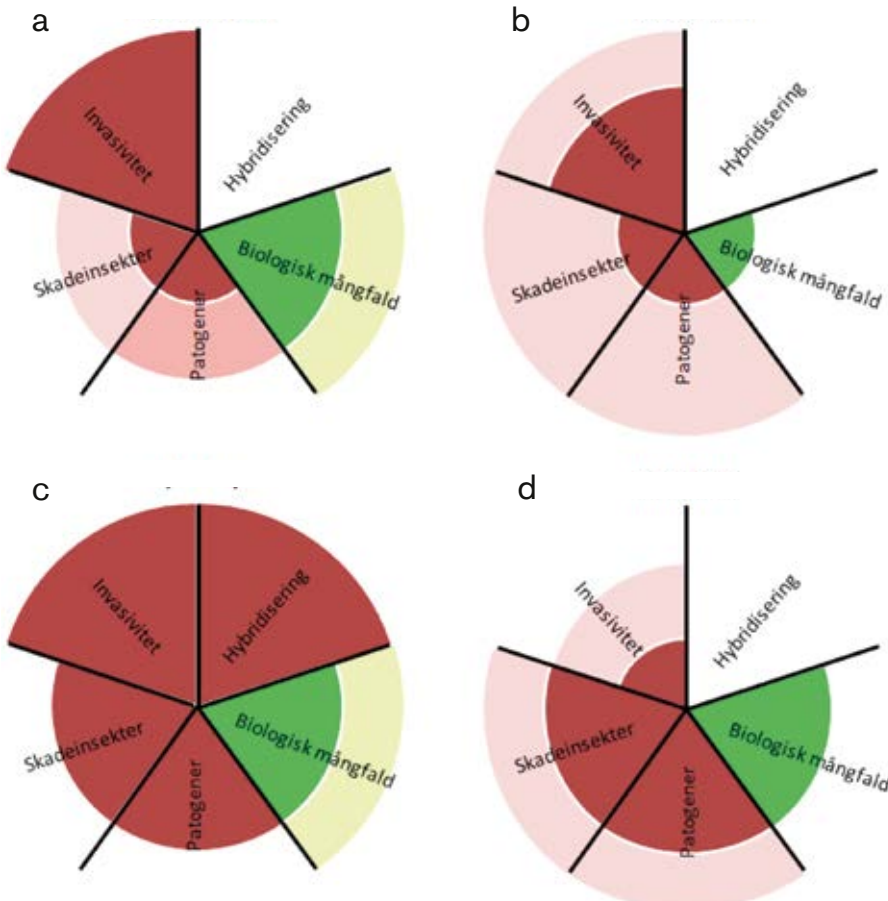 a
Invasivitet
Hybridisering
Skadeinsekter
Patogener
Biologisk mångfald
b
Invasivitet
Hybridisering
Skadeinsekter
Patogener
Biologisk mångfald
c
Invasivitet
Hybridisering
Skadeinsekter
Patogener
Biologisk mångfald
d
Invasivitet
Hybridisering
Skadeinsekter
Patogener
Biologisk mångfald